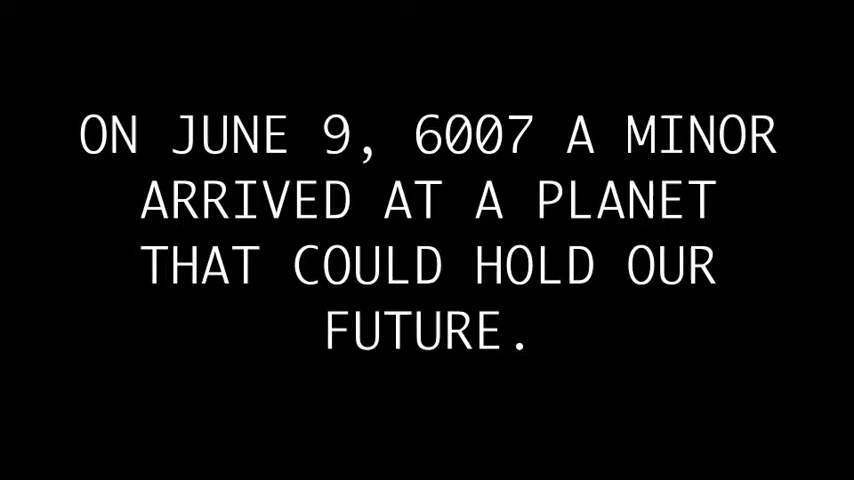 ON JUNE 9, 6007 A MINOR
ARRIVED AT A PLANET
THAT COULD HOLD OUR
FUTURE.